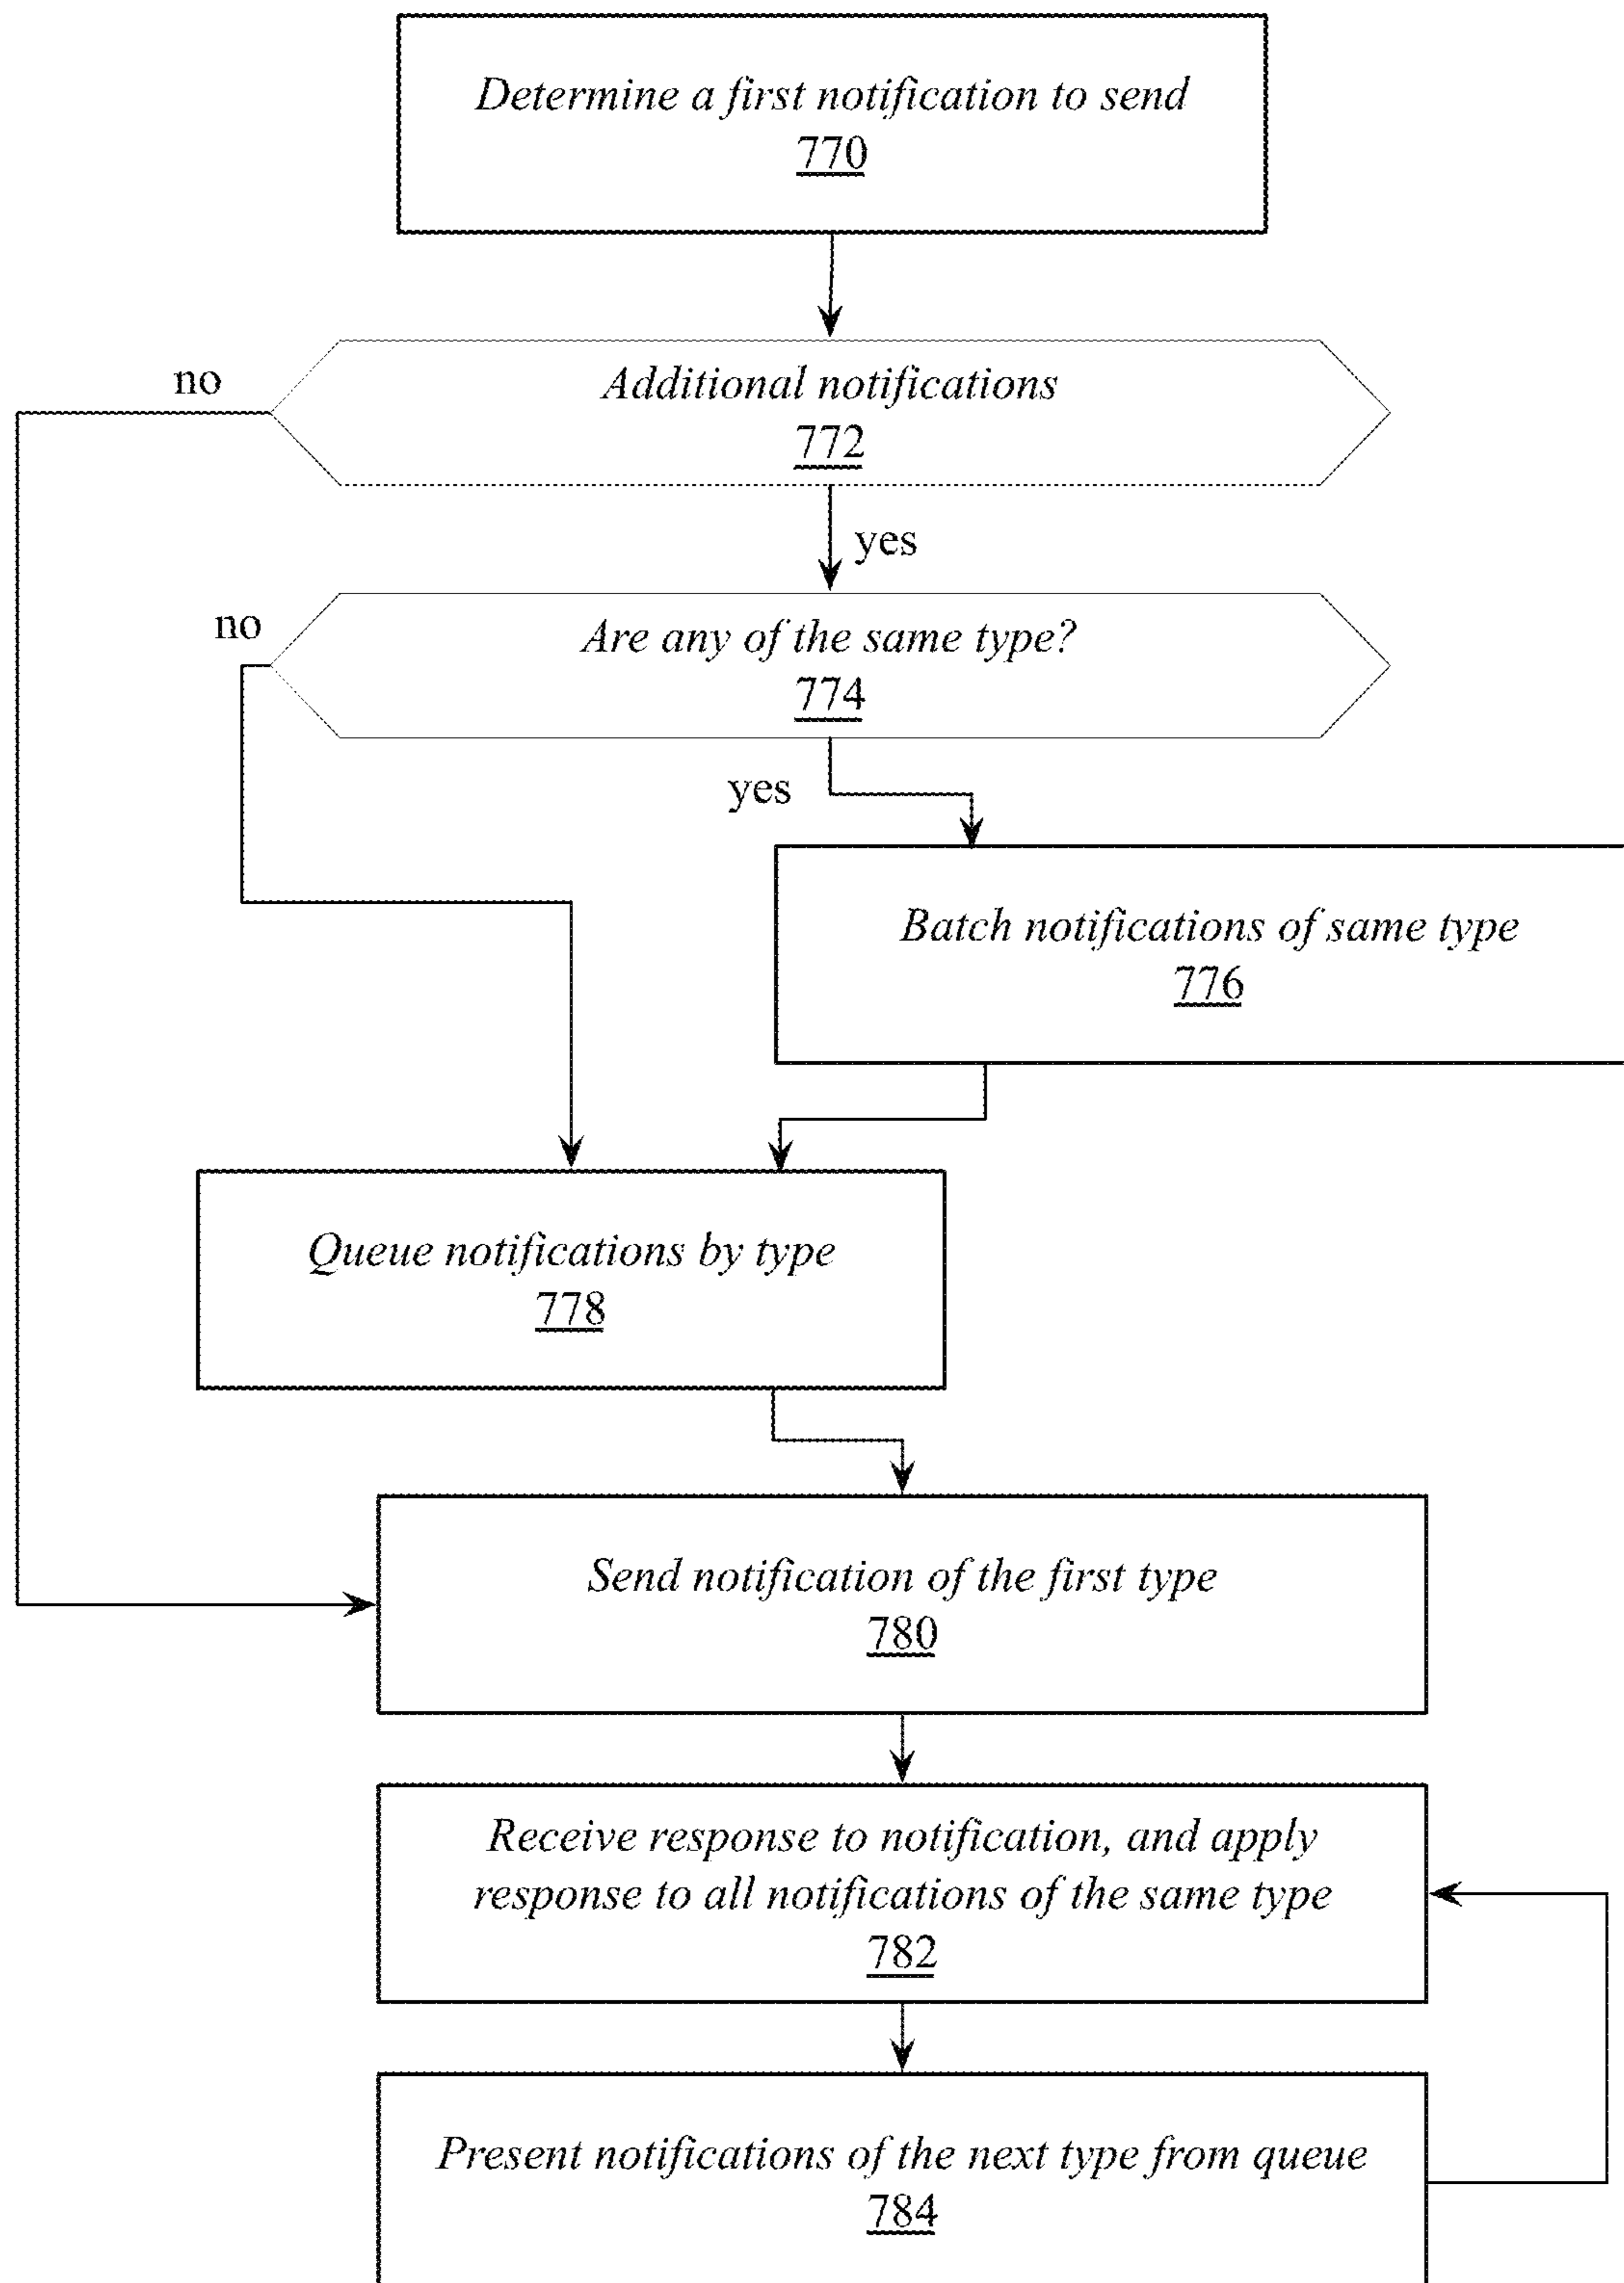 Determine a first notification to send
770
no
Additional notifications
772
yes
no
Are any of the same type?
774
yes
Batch notifications of same type
776
Queue notifications by type
778
Send notification of the first type
780
Receive response to notification, and apply
response to all notifications of the same type
782
Present notifications of the next type from queue
784